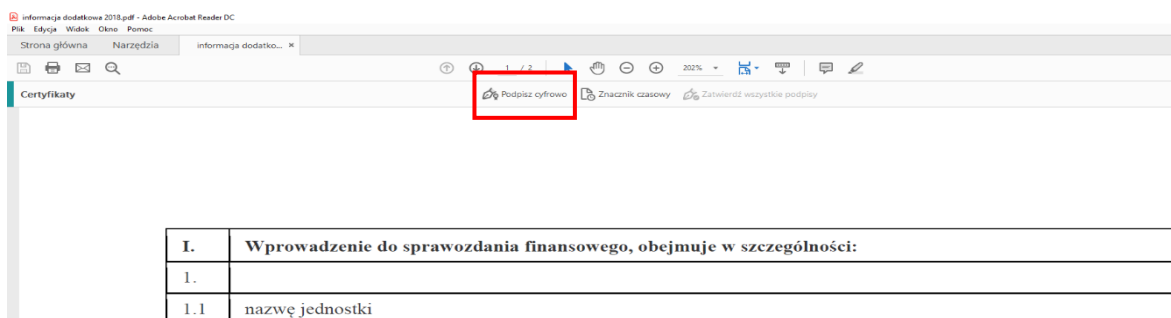 informacja dodatkowa 2018.pdf - Adobe Acrobat Reader DC
Plik Edycja Widok Okno Pomoc
Strona główna Narzędzia informacja dodatko... ×
1 / 2 202%
Certyfikaty Podpisz cyfrowo Znacznik czasowy Zatwierdź wszystkie podpisy
I. Wprowadzenie do sprawozdania finansowego, obejmuje w szczególności:
1.
1.1 nazwę jednostki